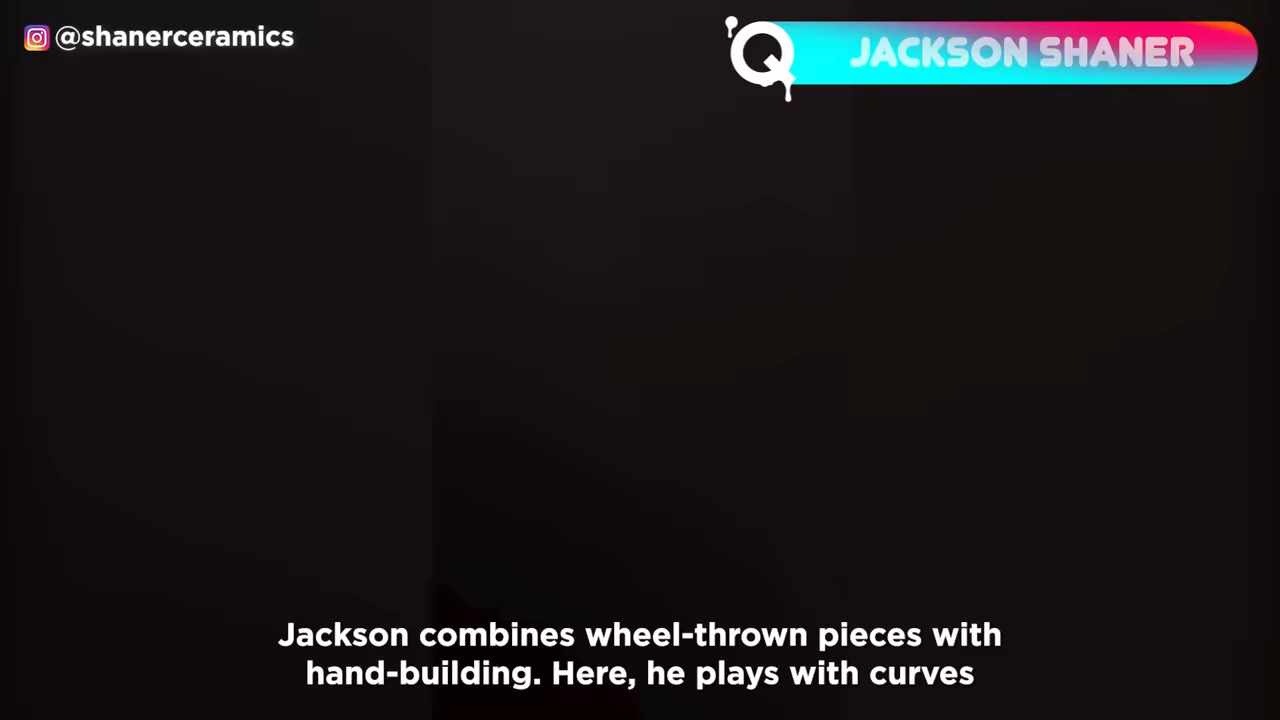 @shanerceramics
JACKSON SHANER
Jackson combines wheel-thrown pieces with
hand-building. Here, he plays with curves